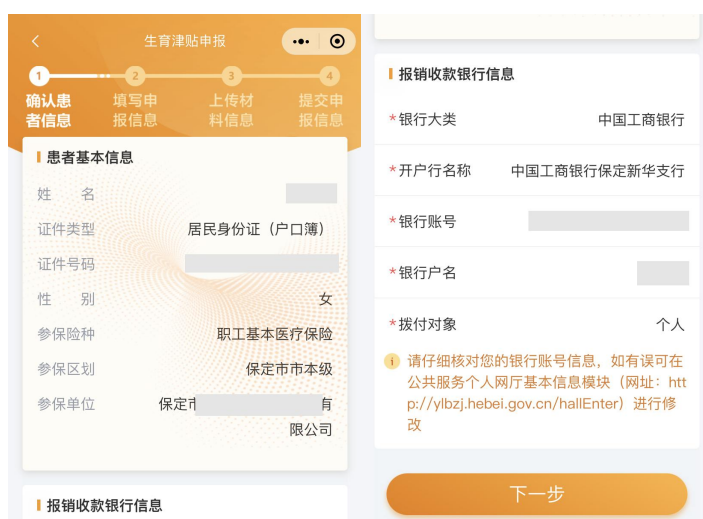 生育津贴申报
1
2
3
4
确认患
者信息
填写申
报信息
上传材
料信息
提交申
报信息
患者基本信息
姓 名
证件类型 居民身份证（户口簿）
证件号码
性 别 女
参保险种 职工基本医疗保险
参保区划 保定市市本级
参保单位 保定 有
限公司
报销收款银行信息
报销收款银行信息
*银行大类 中国工商银行
*开户行名称 中国工商银行保定新华支行
*银行账号
*银行户名
*拨付对象 个人
请仔细核对您的银行账号信息，如有误可在
公共服务个人网厅基本信息模块（网址：htt
p://ylbzj.hebei.gov.cn/hallEnter）进行修
改
下一步